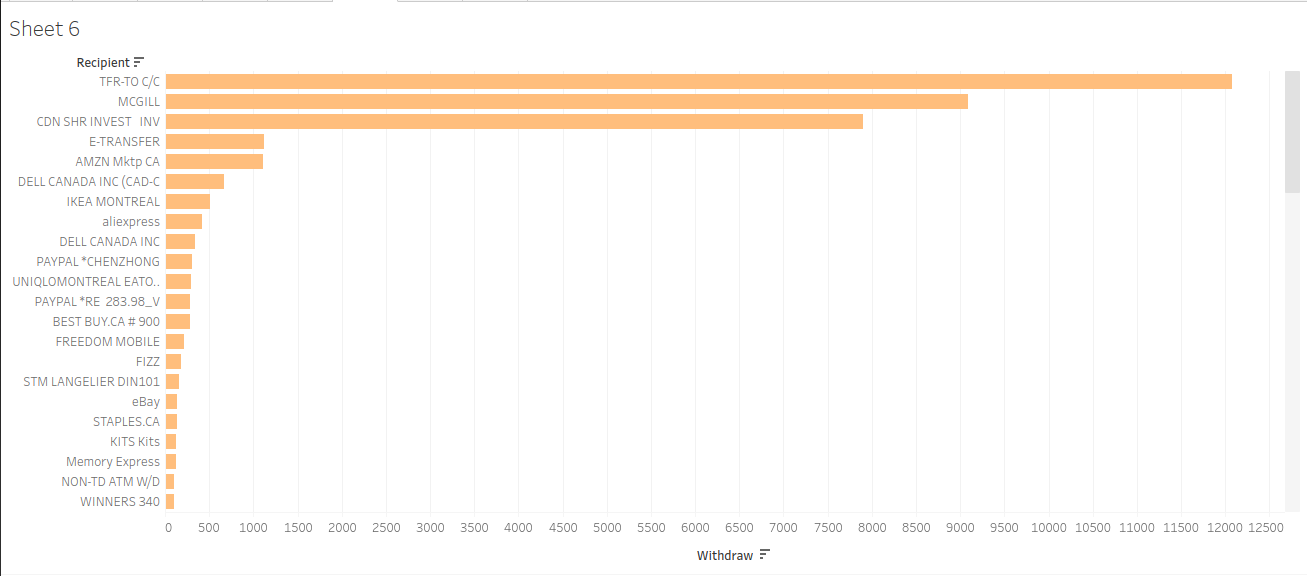 Sheet 6
Recipient
TFR-TO C/C
MCGILL
CDN SHR INVEST   INV
E-TRANSFER
AMZN Mktp CA
DELL CANADA INC (CAD-C
IKEA MONTREAL
aliexpress
DELL CANADA INC
PAYPAL *CHENZHONG
UNIQLOMONTREAL EATO..
PAYPAL *RE  283.98_V
BEST BUY.CA # 900
FREEDOM MOBILE
FIZZ
STM LANGELIER DIN101
eBay
STAPLES.CA
KITS Kits
Memory Express
NON-TD ATM W/D
WINNERS 340
0 500 1000 1500 2000 2500 3000 3500 4000 4500 5000 5500 6000 6500 7000 7500 8000 8500 9000 9500 10000 10500 11000 11500 12000 12500
Withdraw